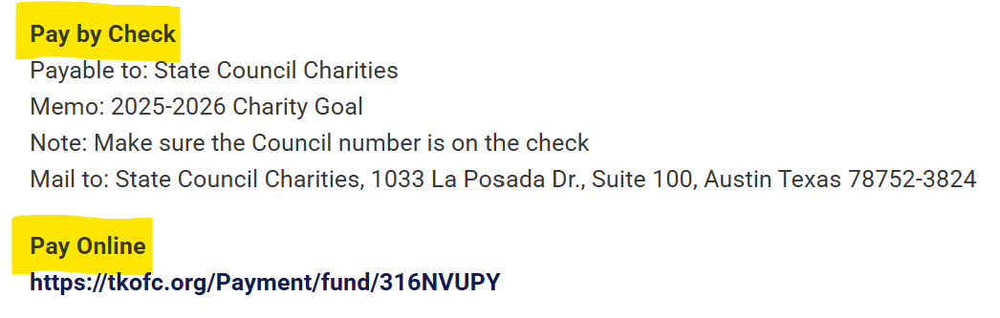 Pay by Check
Payable to: State Council Charities
Memo: 2025-2026 Charity Goal
Note: Make sure the Council number is on the check
Mail to: State Council Charities, 1033 La Posada Dr., Suite 100, Austin Texas 78752-3824
Pay Online
https://tkofc.org/Payment/fund/316NVUPY